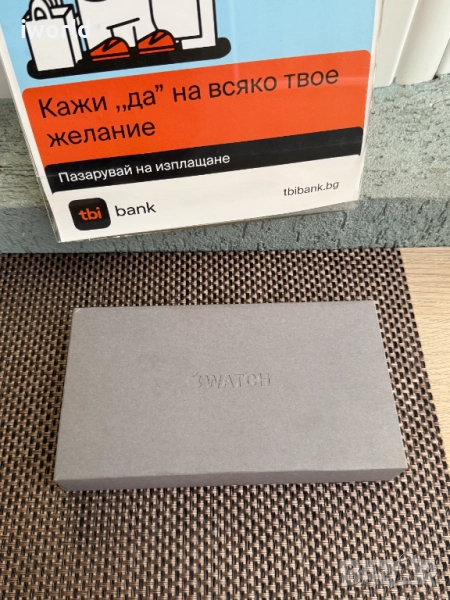 iworld
Кажи „да” на всяко твое
желание
Пазарувай на изплащане
tbi bank
tbibank.bg
WATCH